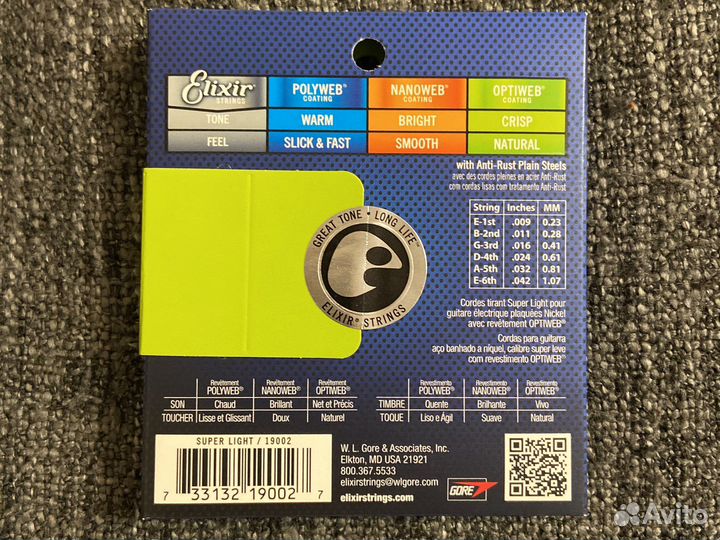 Elixir STRINGS POLYWEB® COATING NANOWEB® COATING OPTIWEB® COATING
TONE WARM BRIGHT CRISP
FEEL SLICK & FAST SMOOTH NATURAL
with Anti-Rust Plain Steels
avec des cordes pleines en acier Anti-Rust
com cordas lisas com tratamento Anti-Rust
String Inches MM
E-1st .009 0.23
B-2nd .011 0.28
G-3rd .016 0.41
D-4th .024 0.61
A-5th .032 0.81
E-6th .042 1.07
GREAT TONE • LONG LIFE
ELIXIR® STRINGS
Cordes tirant Super Light pour
guitare électrique plaquées Nickel
avec revêtement OPTIWEB®
Cordas para guitarra
aço banhado a níquel, calibre super leve
com revestimento OPTIWEB®
Revêtement POLYWEB® Revêtement NANOWEB® Revêtement OPTIWEB®
SON Chaud Brillant Net et Précis
TOUCHER Lisse et Glissant Doux Naturel
Revestimento POLYWEB® Revestimento NANOWEB® Revestimento OPTIWEB®
TIMBRE Quente Brilhante Vivo
TOQUE Liso e Ágil Suave Natural
SUPER LIGHT / 19002
7 33132 19002 7
W. L. Gore & Associates, Inc.
Elkton, MD USA 21921
800.367.5533
elixirstrings@wlgore.com
elixirstrings.com
GORE
Avito